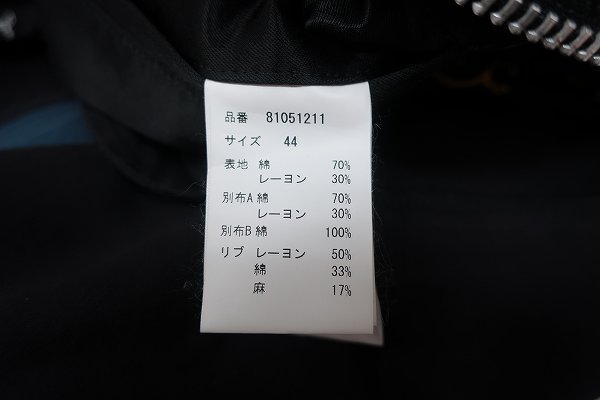 品番 81051211
サイズ 44
表地 綿 70%
レーヨン 30%
別布A 綿 70%
レーヨン 30%
別布B 綿 100%
リブ レーヨン 50%
綿 33%
麻 17%